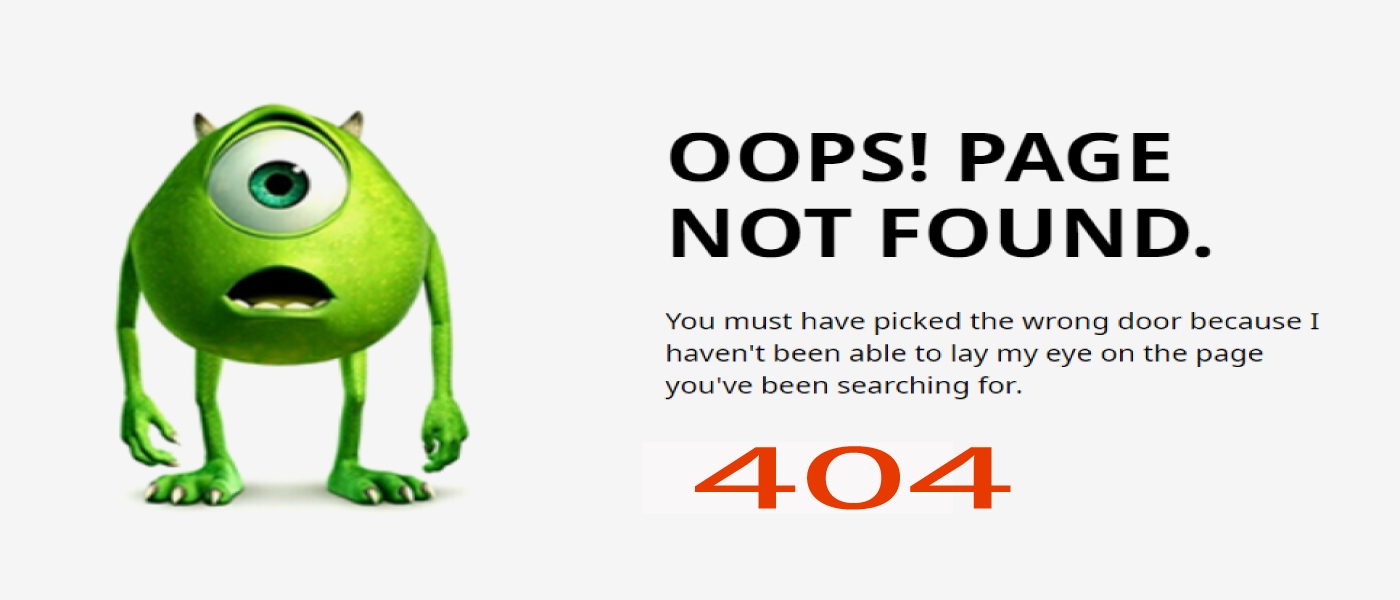 OOPS! PAGE
NOT FOUND.
You must have picked the wrong door because I
haven't been able to lay my eye on the page
you've been searching for.
404